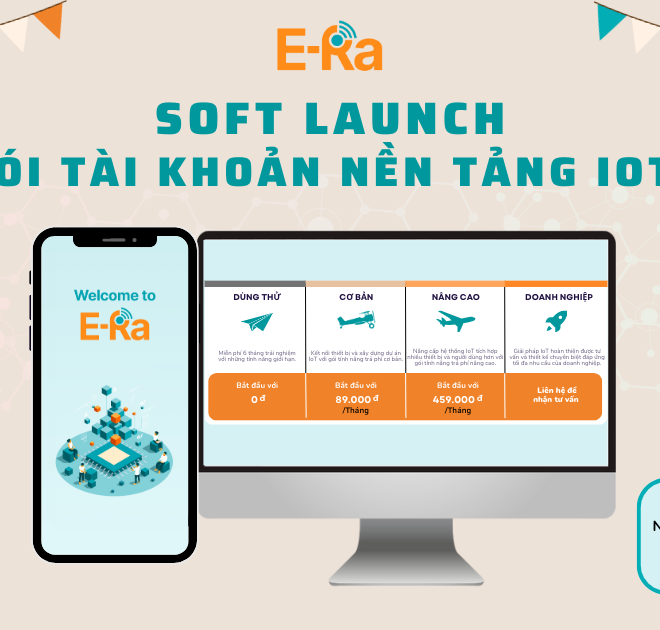 E-Ra
SOFT LAUNCH
ÓI TÀI KHOẢN NỀN TẢNG IOT
Welcome to
E-Ra
DÙNG THỬ
Miễn phí 6 tháng trải nghiệm
với những tính năng giới hạn.
Bắt đầu với
0 đ
CƠ BẢN
Kết nối thiết bị và xây dựng dự án
IoT với gói tính năng trả phí cơ bản.
Bắt đầu với
89.000 đ
/Tháng
NÂNG CAO
Nâng cấp hệ thống IoT tích hợp
nhiều thiết bị và người dùng hơn với
gói tính năng trả phí nâng cao.
Bắt đầu với
459.000 đ
/Tháng
DOANH NGHIỆP
Giải pháp IoT hoàn thiện được tư
vấn và thiết kế chuyên biệt đáp ứng
tối đa nhu cầu của doanh nghiệp.
Liên hệ để
nhận tư vấn
N